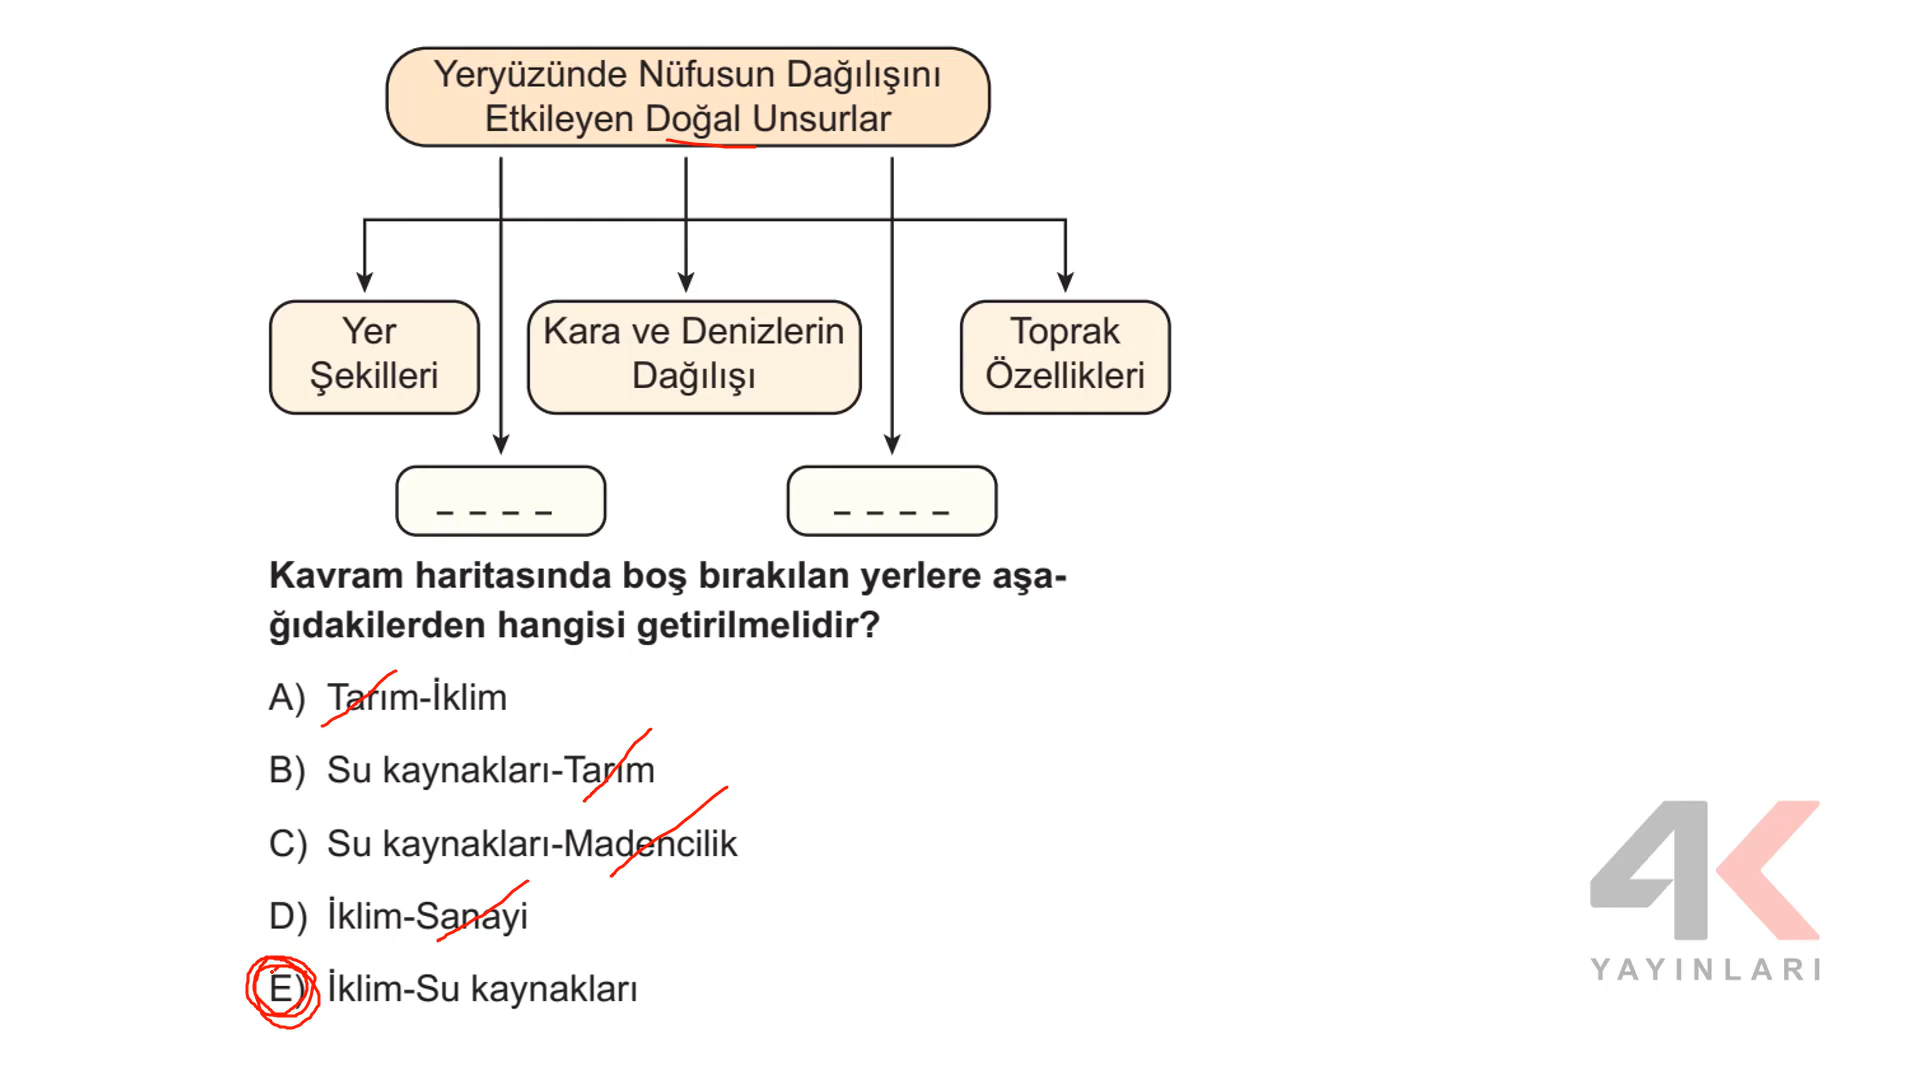 Yeryüzünde Nüfusun Dağılışını
Etkileyen Doğal Unsurlar
Yer
Şekilleri
Kara ve Denizlerin
Dağılışı
Toprak
Özellikleri
_ _ _ _
_ _ _ _
Kavram haritasında boş bırakılan yerlere aşa-
ğıdakilerden hangisi getirilmelidir?
A) Tarım-İklim
B) Su kaynakları-Tarım
C) Su kaynakları-Madencilik
D) İklim-Sanayi
E) İklim-Su kaynakları
4K
YAYINLARI